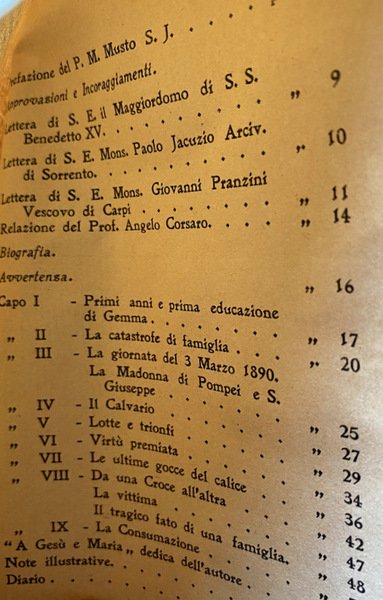 Prefazione del P. M. Musto S. J. . . .
Approvazioni e Incoraggiamenti.
Lettera di S. E. il Maggiordomo di S. S.
Benedetto XV. . . . . . . . „ 9
Lettera di S. E. Mons. Paolo Jacuzio Arciv.
di Sorrento. . . . . . . . „ 10
Lettera di S. E. Mons. Giovanni Pranzini
Vescovo di Carpi . . . . . . „ 11
Relazione del Prof. Angelo Corsaro. . . . „ 14
Biografia.
Avvertenza. „ 16
Capo I - Primi anni e prima educazione
di Gemma. . . . . . . „ 17
„ II - La catastrofe di famiglia . . . „ 20
„ III - La giornata del 3 Marzo 1890.
La Madonna di Pompei e S.
Giuseppe . . . . . . „ 25
„ IV - Il Calvario . . . . . . „ 27
„ V - Lotte e trionfi . . . . . „ 29
„ VI - Virtù premiata . . . . . „ 34
„ VII - Le ultime gocce del calice . . „ 36
„ VIII - Da una Croce all'altra . . . „ 42
La vittima . . . . . . „ 47
Il tragico fato di una famiglia. „ 48
„ IX - La Consumazione . . . . .
“ A Gesù e Maria „ dedica dell'autore . .
Note illustrative. . . . . . .
Diario . . . . . . .